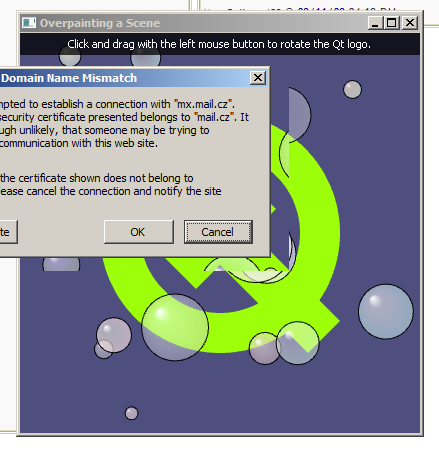 Overpainting a Scene
Click and drag with the left mouse button to rotate the Qt logo.
Domain Name Mismatch
mpted to establish a connection with "mx.mail.cz".
security certificate presented belongs to "mail.cz". It
ugh unlikely, that someone may be trying to
communication with this web site.
the certificate shown does not belong to
lease cancel the connection and notify the site
te
OK
Cancel